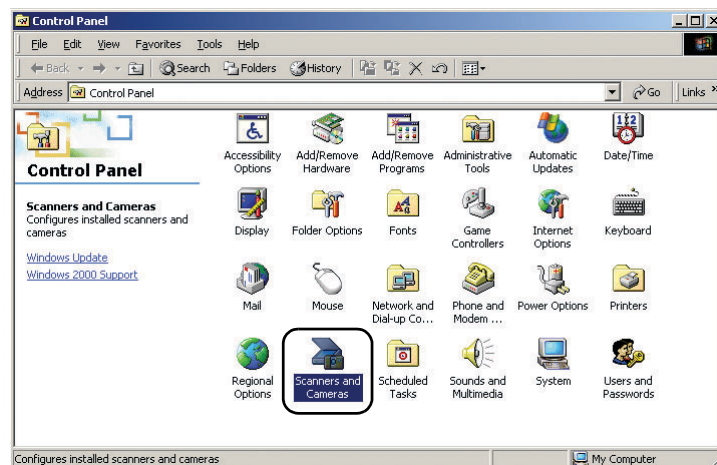 Control Panel
File Edit View Favorites Tools Help
Back Search Folders History
Address Control Panel Go Links »
Control Panel
Scanners and Cameras
Configures installed scanners and
cameras
Windows Update
Windows 2000 Support
Accessibility Options
Add/Remove Hardware
Add/Remove Programs
Administrative Tools
Automatic Updates
Date/Time
Display
Folder Options
Fonts
Game Controllers
Internet Options
Keyboard
Mail
Mouse
Network and Dial-up Co...
Phone and Modem ...
Power Options
Printers
Regional Options
Scanners and Cameras
Scheduled Tasks
Sounds and Multimedia
System
Users and Passwords
Configures installed scanners and cameras
My Computer